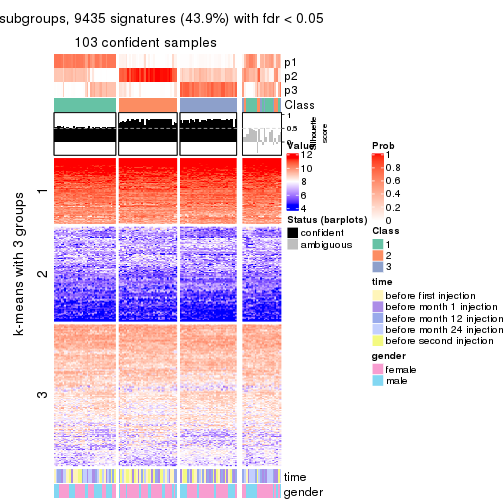 subgroups, 9435 signatures (43.9%) with fdr < 0.05
103 confident samples
p1
p2
p3
Class
1
0.5
0
Silhouette
score
k-means with 3 groups
1
2
3
time
gender
Value
12
10
8
6
4
Status (barplots)
confident
ambiguous
Prob
1
0.8
0.6
0.4
0.2
0
Class
1
2
3
time
before first injection
before month 1 injection
before month 12 injection
before month 24 injection
before second injection
gender
female
male